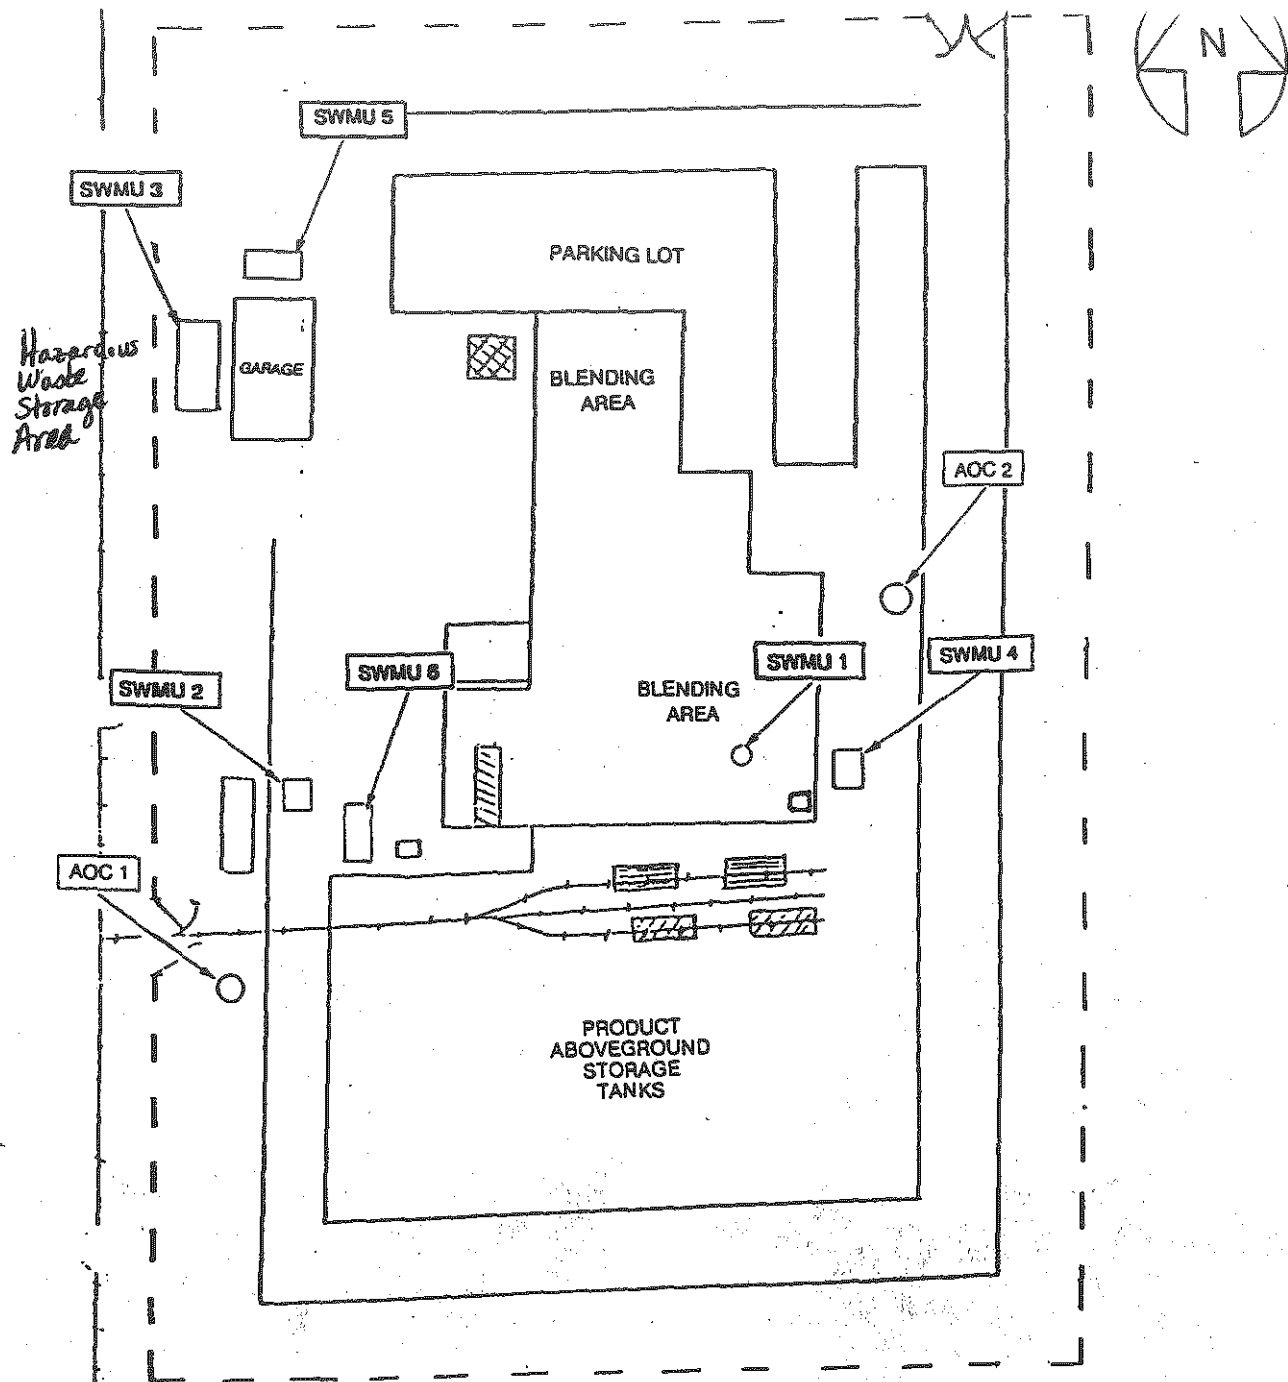 N
SWMU 5
SWMU 3
PARKING LOT
Hazardous
Waste
Storage
Area
GARAGE
BLENDING
AREA
AOC 2
SWMU 1
SWMU 4
SWMU 6
SWMU 2
BLENDING
AREA
AOC 1
PRODUCT
ABOVEGROUND
STORAGE
TANKS